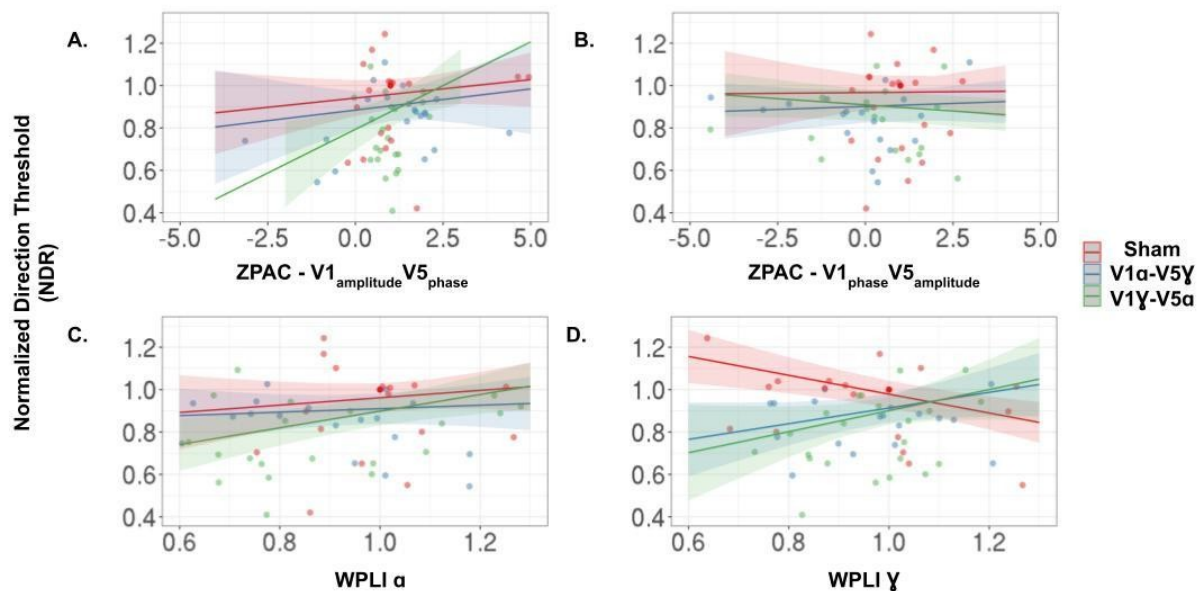 A.
1.2
1.0
0.8
0.6
0.4
-5.0 -2.5 0.0 2.5 5.0
ZPAC - V1amplitudeV5phase
B.
1.2
1.0
0.8
0.6
0.4
-5.0 -2.5 0.0 2.5 5.0
ZPAC - V1phaseV5amplitude
Normalized Direction Threshold
(NDR)
Sham
V1α-V5Ɣ
V1Ɣ-V5α
C.
1.2
1.0
0.8
0.6
0.4
0.6 0.8 1.0 1.2
WPLI α
D.
1.2
1.0
0.8
0.6
0.4
0.6 0.8 1.0 1.2
WPLI Ɣ